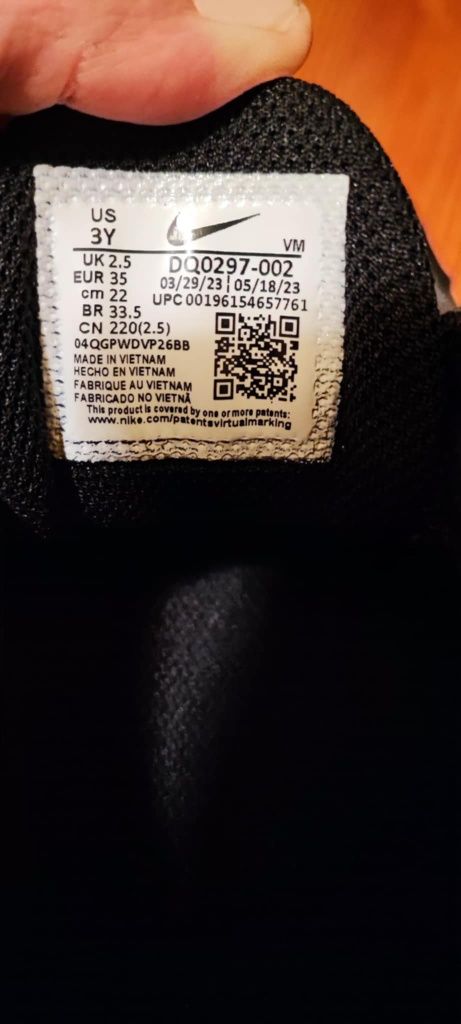 US
3Y
VM
UK 2.5
EUR 35
cm 22
BR 33.5
CN 220(2.5)
DQ0297-002
03/29/23 | 05/18/23
UPC 00196154657761
04QGPWDVP26BB
MADE IN VIETNAM
HECHO EN VIETNAM
FABRIQUE AU VIETNAM
FABRICADO NO VIETNÃ
This product is covered by one or more patents:
www.nike.com/patentsvirtualmarking